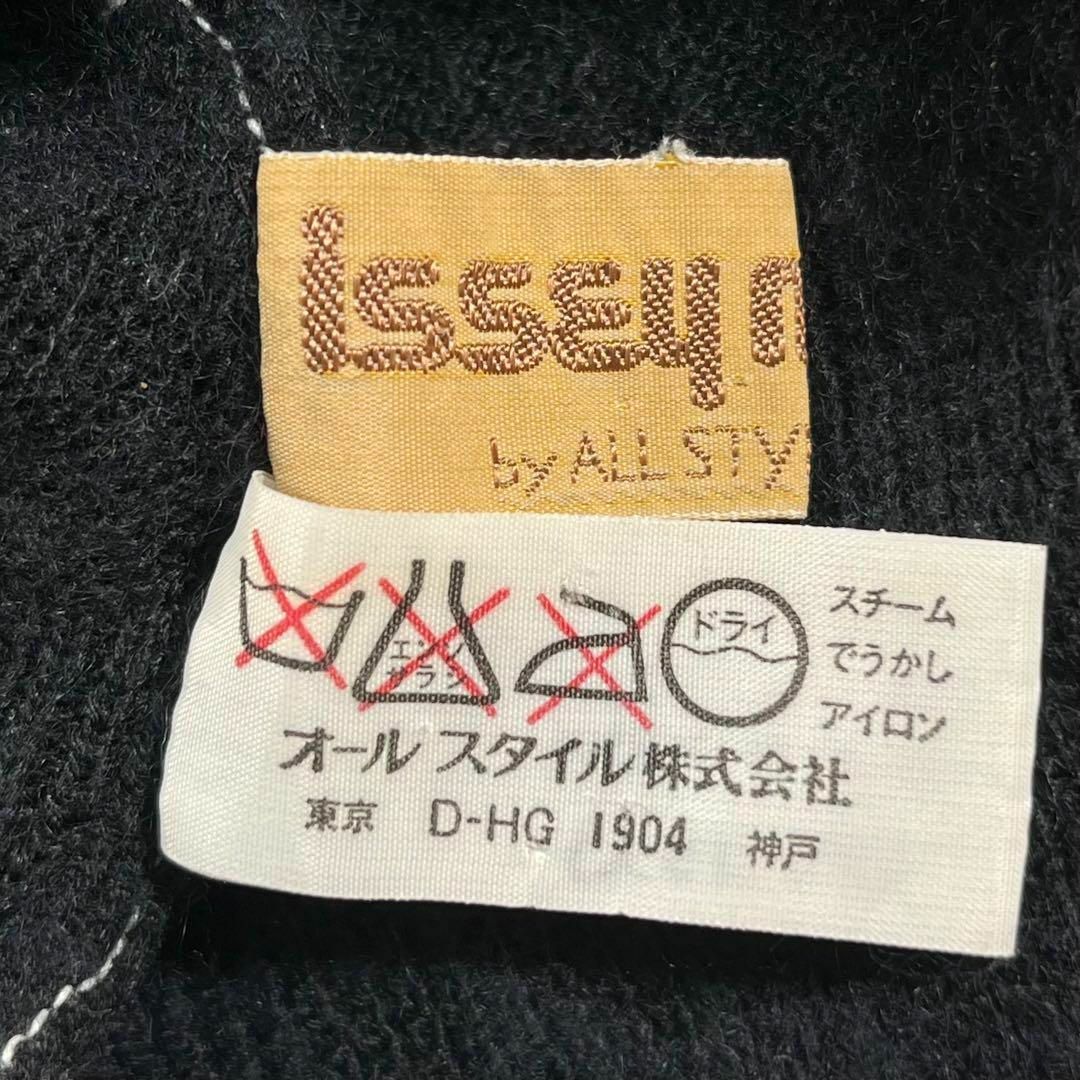 Issey
by ALL STY
エンソ
サラシ
ドライ
スチーム
でうかし
アイロン
オールスタイル株式会社
東京 D-HG 1904 神戸